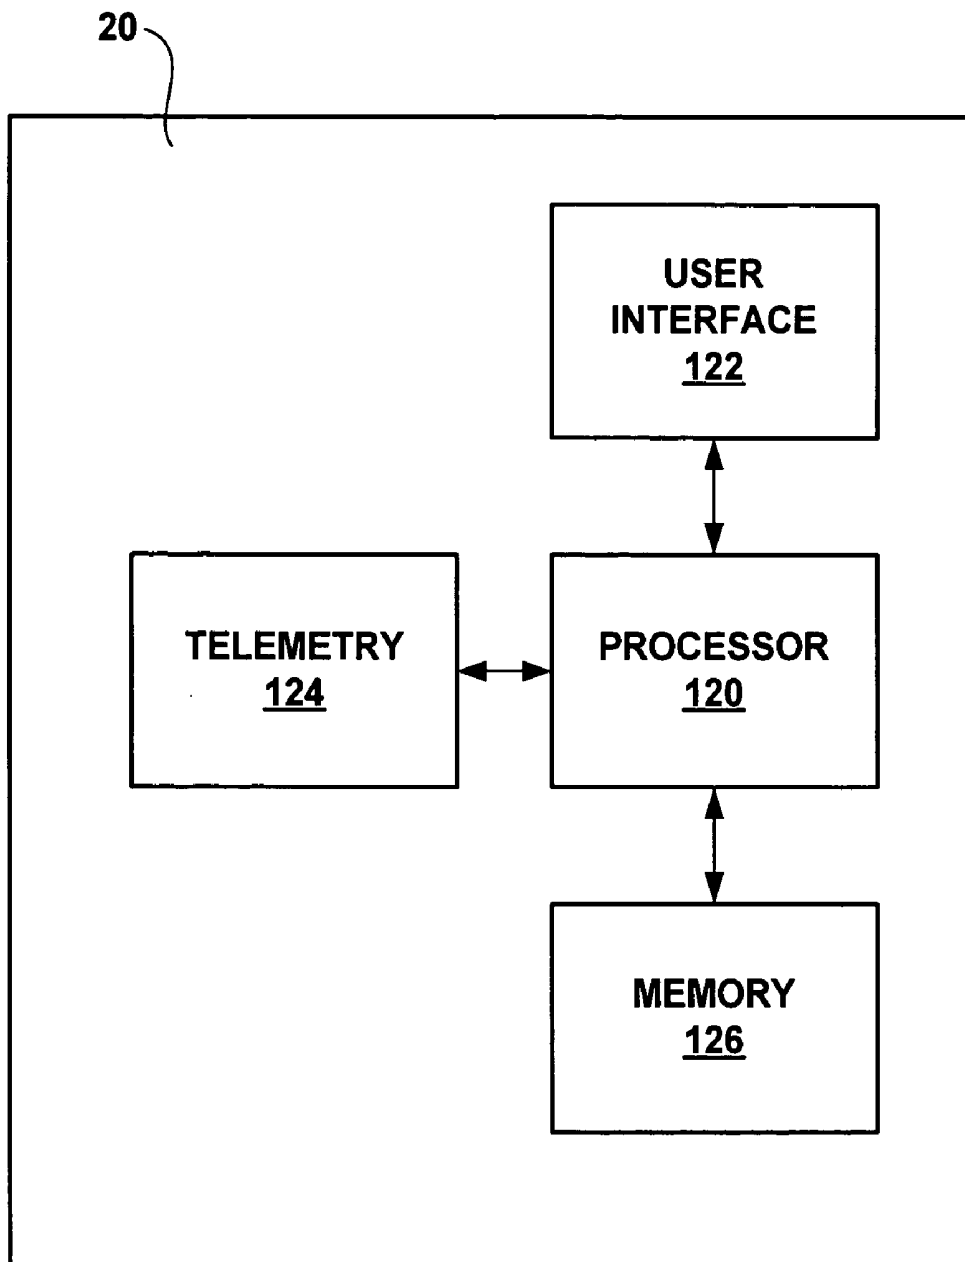 20
USER
INTERFACE
122
TELEMETRY
124
PROCESSOR
120
MEMORY
126